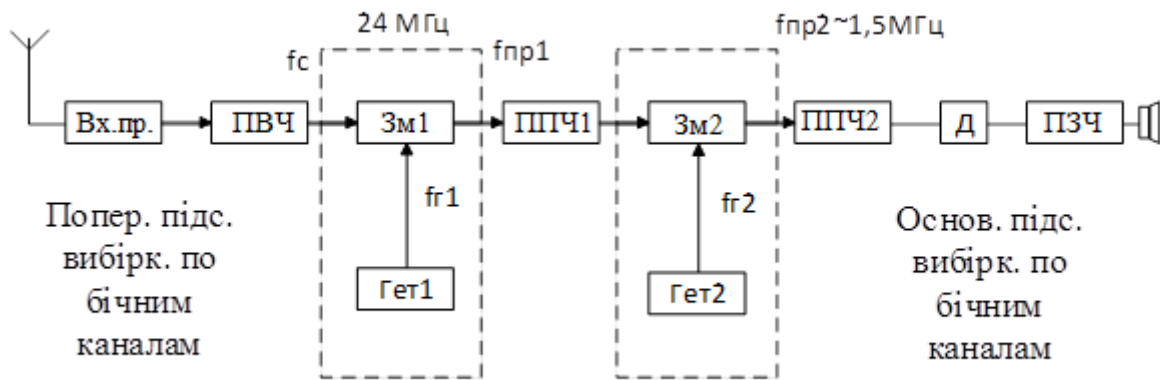 24 МГц
fпр2~1,5МГц
fc
fпр1
Вх.пр.
ПВЧ
Зм1
ППЧ1
Зм2
ППЧ2
Д
ПЗЧ
fг1
fг2
Гет1
Гет2
Попер. підс.
вибірк. по
бічним
каналам
Основ. підс.
вибірк. по
бічним
каналам